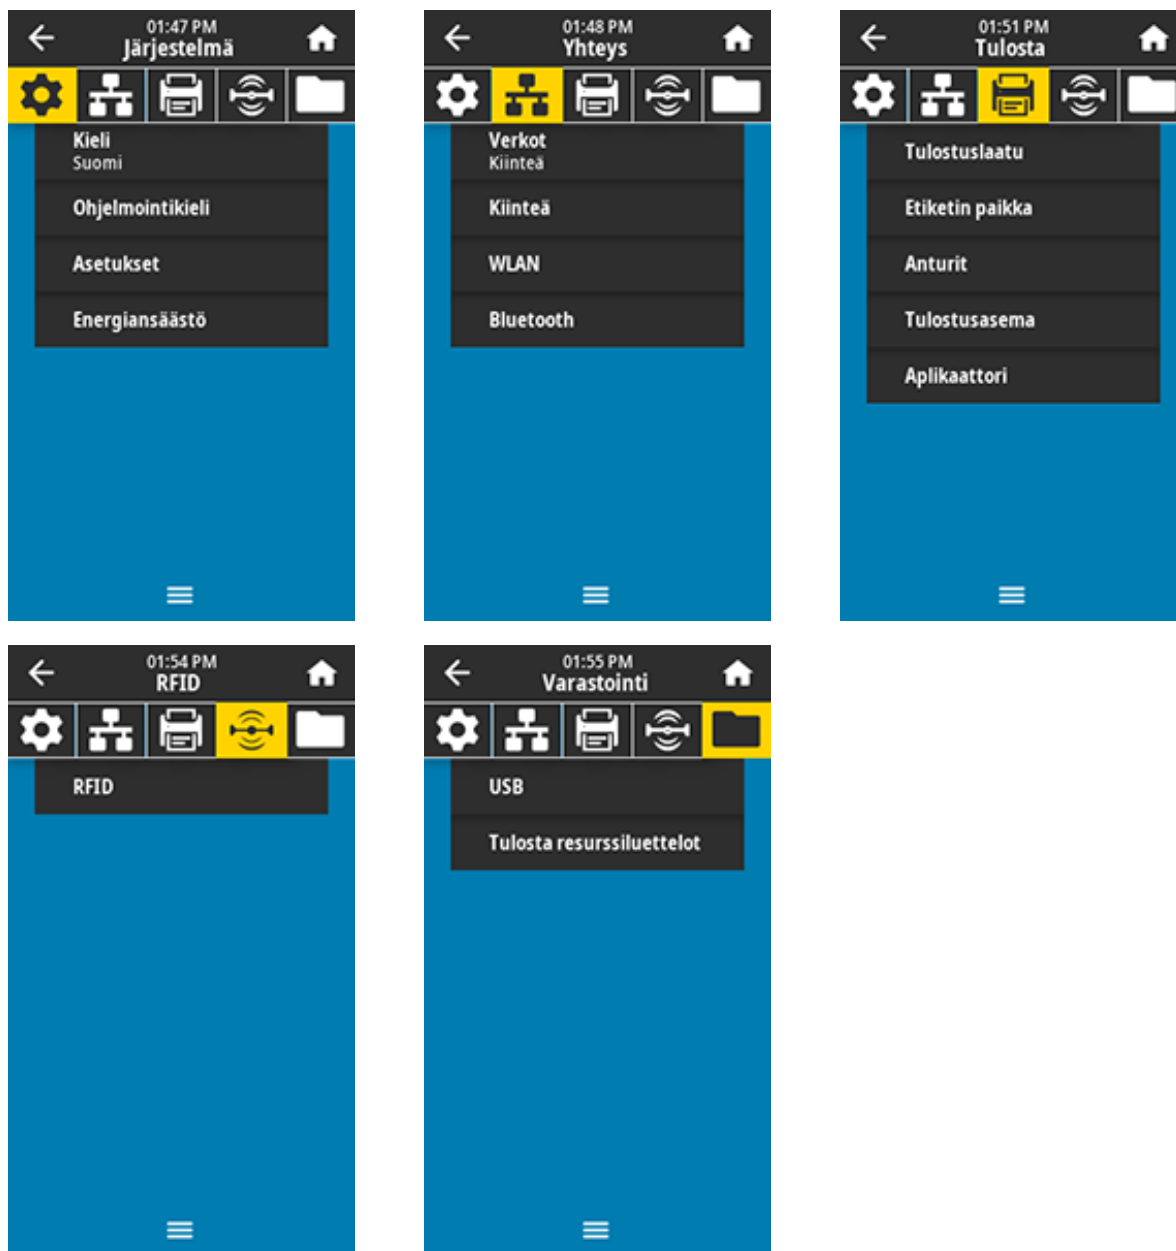 01:47 PM
Järjestelmä
Kieli
Suomi
Ohjelmointikieli
Asetukset
Energiansäästö
01:48 PM
Yhteys
Verkot
Kiinteä
Kiinteä
WLAN
Bluetooth
01:51 PM
Tulosta
Tulostuslaatu
Etiketin paikka
Anturit
Tulostusasema
Aplikaattori
01:54 PM
RFID
RFID
01:55 PM
Varastointi
USB
Tulosta resurssiluettelot